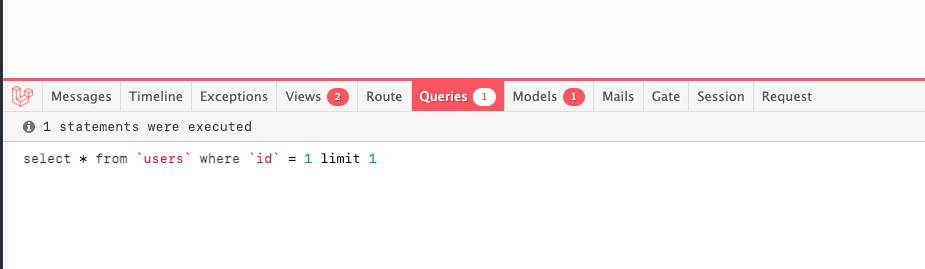 Messages Timeline Exceptions Views 2 Route Queries 1 Models 1 Mails Gate Session Request
1 statements were executed
select * from `users` where `id` = 1 limit 1